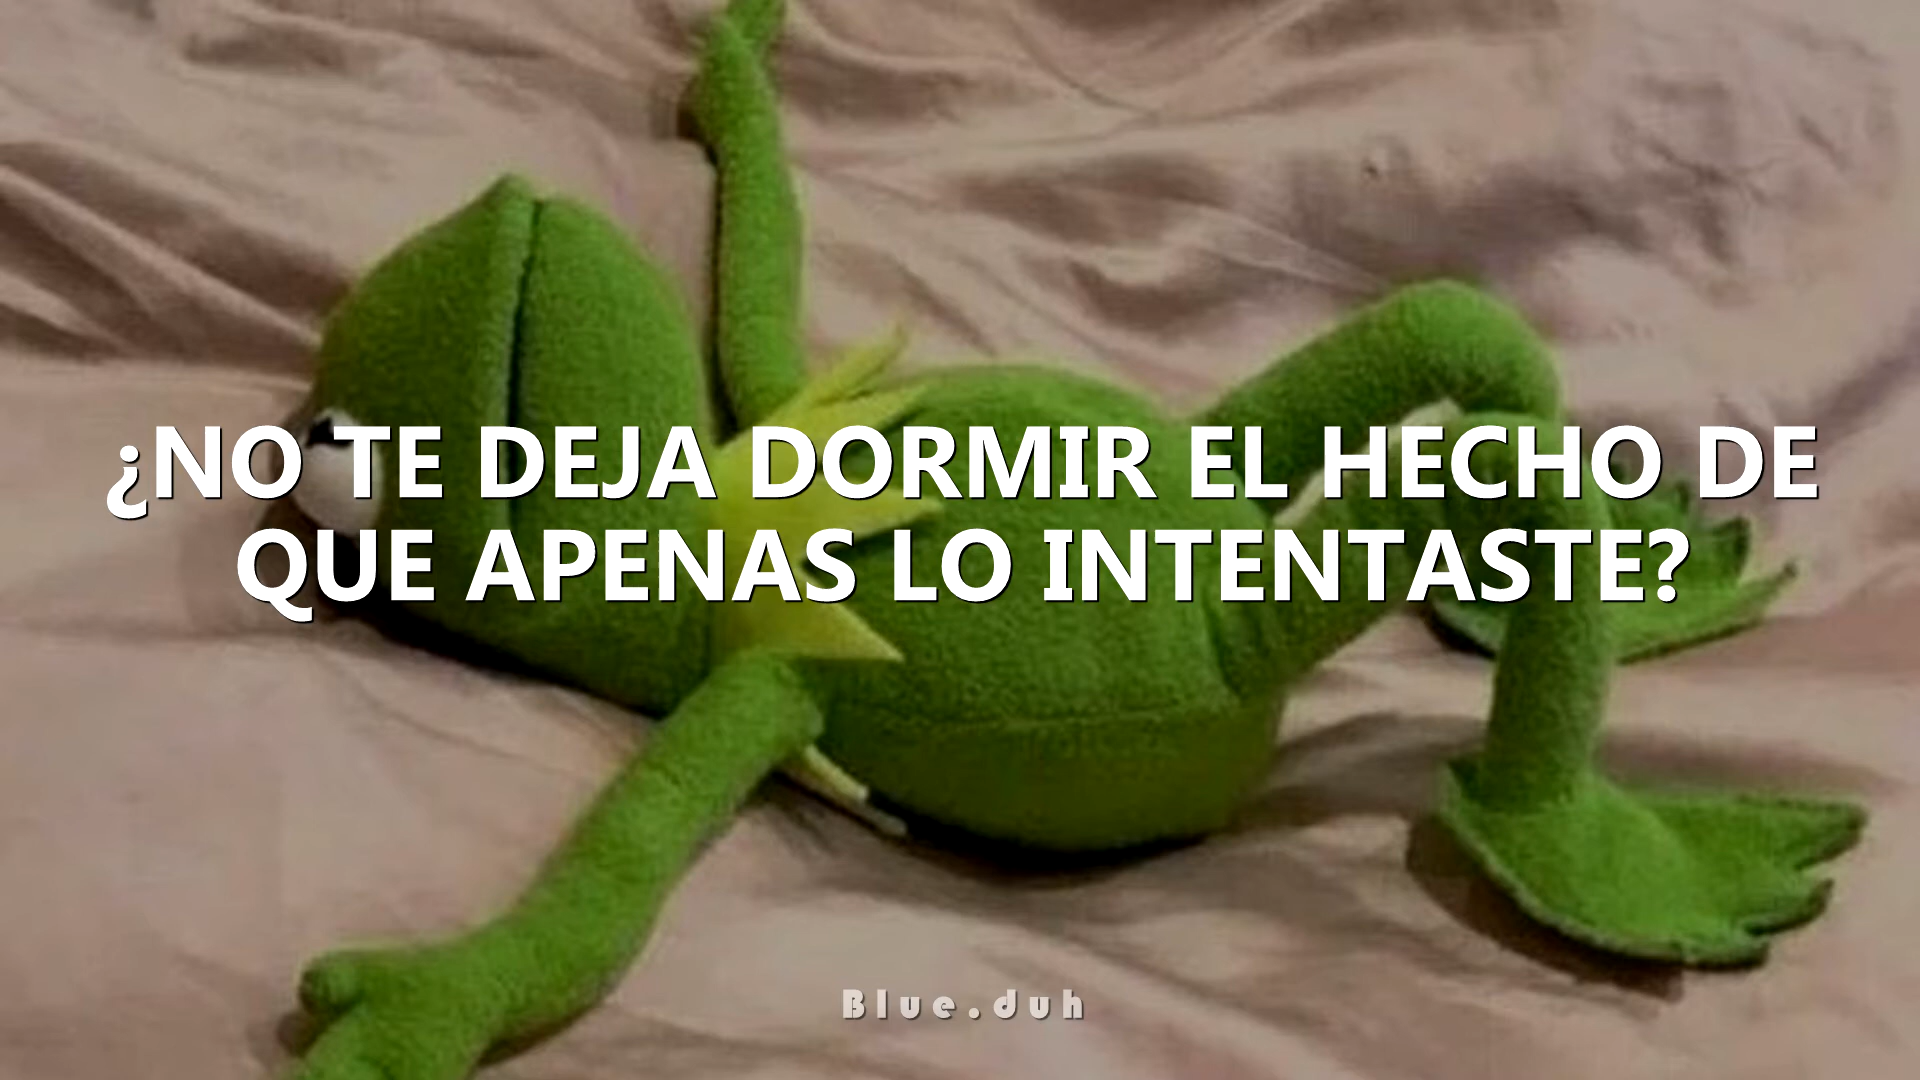 ¿NO TE DEJA DORMIR EL HECHO DE
QUE APENAS LO INTENTASTE?
Blue.duh